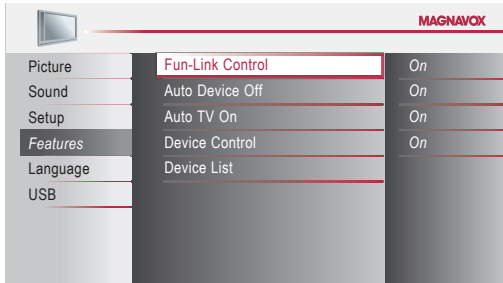 MAGNAVOX
Picture
Sound
Setup
Features
Language
USB
Fun-Link Control On
Auto Device Off On
Auto TV On On
Device Control On
Device List